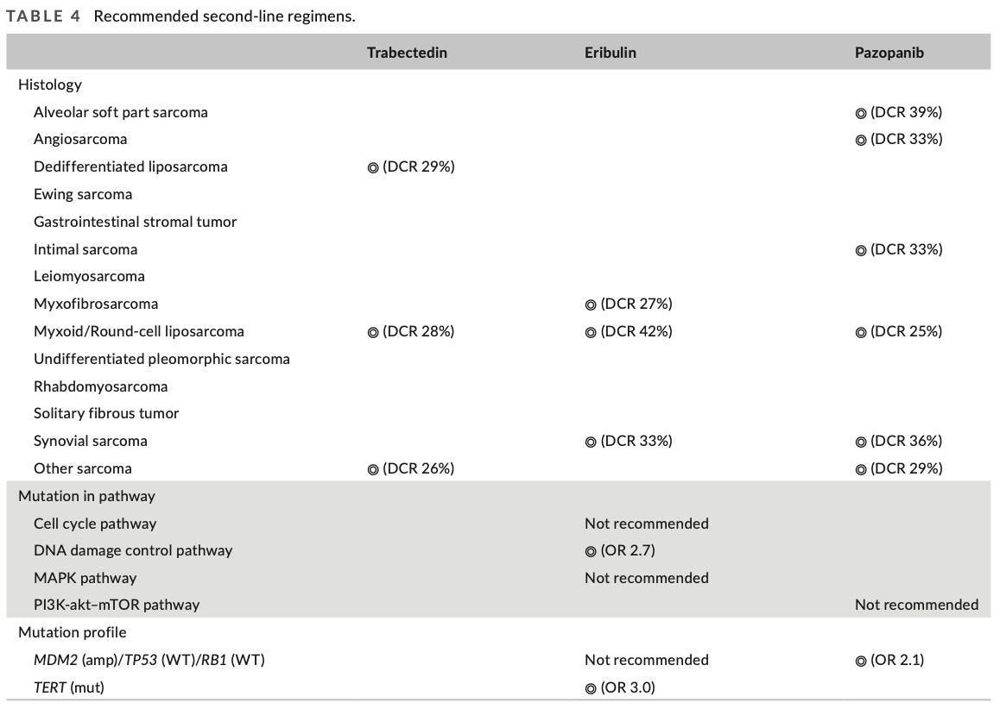 TABLE 4 Recommended second-line regimens.
Trabectedin Eribulin Pazopanib
Histology
Alveolar soft part sarcoma ◎ (DCR 39%)
Angiosarcoma ◎ (DCR 33%)
Dedifferentiated liposarcoma ◎ (DCR 29%)
Ewing sarcoma
Gastrointestinal stromal tumor
Intimal sarcoma ◎ (DCR 33%)
Leiomyosarcoma
Myxofibrosarcoma ◎ (DCR 27%)
Myxoid/Round-cell liposarcoma ◎ (DCR 28%) ◎ (DCR 42%) ◎ (DCR 25%)
Undifferentiated pleomorphic sarcoma
Rhabdomyosarcoma
Solitary fibrous tumor
Synovial sarcoma ◎ (DCR 33%) ◎ (DCR 36%)
Other sarcoma ◎ (DCR 26%) ◎ (DCR 29%)
Mutation in pathway
Cell cycle pathway Not recommended
DNA damage control pathway ◎ (OR 2.7)
MAPK pathway Not recommended
PI3K-akt–mTOR pathway Not recommended
Mutation profile
MDM2 (amp)/TP53 (WT)/RB1 (WT) Not recommended ◎ (OR 2.1)
TERT (mut) ◎ (OR 3.0)